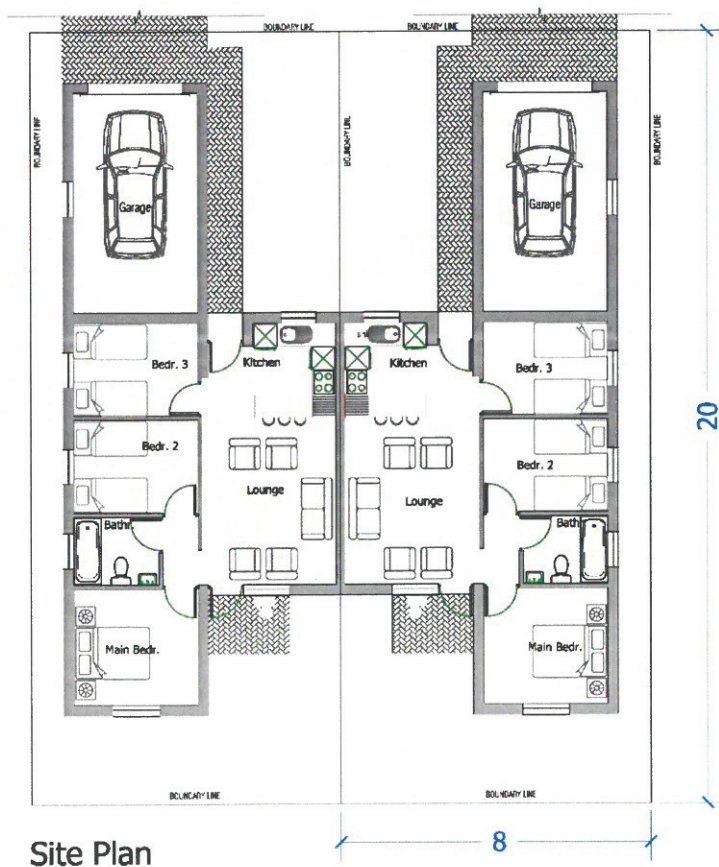 BOUNDARY LINE
BOUNDARY LINE
BOUNDARY LINE
BOUNDARY LINE
BOUNDARY LINE
Garage
Garage
Bedr. 3
Kitchen
Kitchen
Bedr. 3
20
Bedr. 2
Bedr. 2
Lounge
Lounge
Bathr.
Bath
Main Bedr.
Main Bedr.
BOUNDARY LINE
BOUNDARY LINE
8
Site Plan